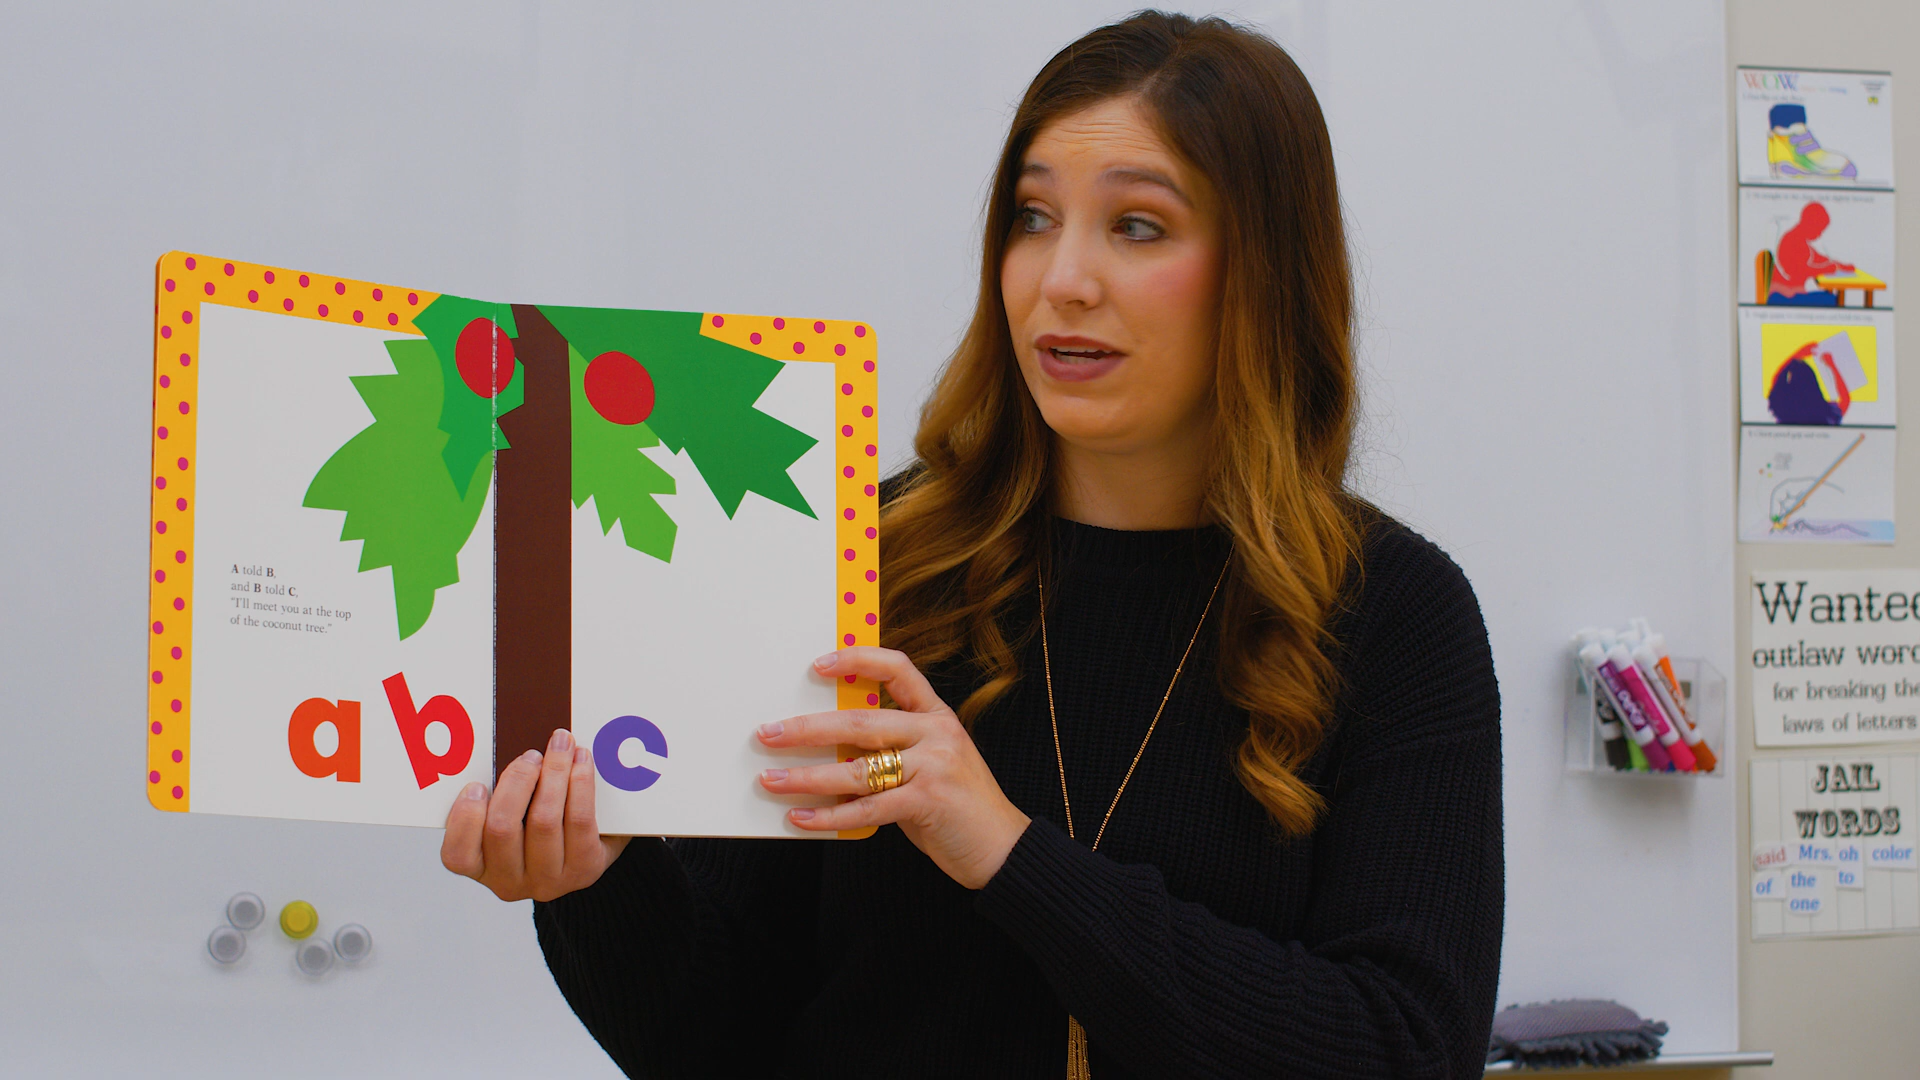 A told B,
and B told C,
"I'll meet you at the top
of the coconut tree."
a b c
WOW
Wanted
outlaw word
for breaking the
laws of letters
JAIL
WORDS
said Mrs. oh color
of the to
one